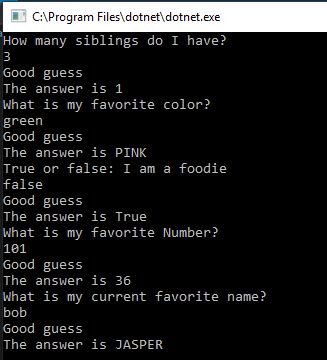 C:\Program Files\dotnet\dotnet.exe
How many siblings do I have?
3
Good guess
The answer is 1
What is my favorite color?
green
Good guess
The answer is PINK
True or false: I am a foodie
false
Good guess
The answer is True
What is my favorite Number?
101
Good guess
The answer is 36
What is my current favorite name?
bob
Good guess
The answer is JASPER